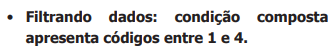 • Filtrando dados: condição composta
apresenta códigos entre 1 e 4.